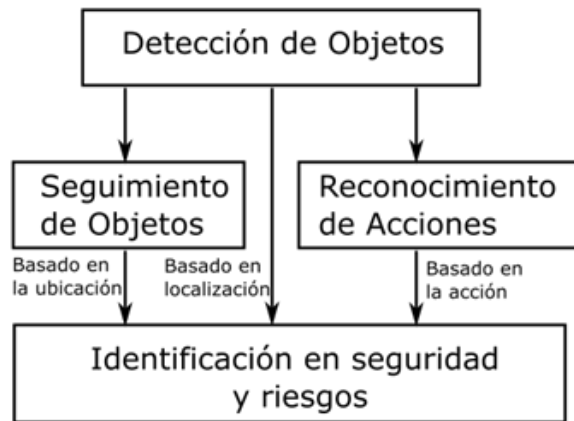 Detección de Objetos
Seguimiento
de Objetos
Reconocimiento
de Acciones
Basado en
la ubicación
Basado en
localización
Basado en
la acción
Identificación en seguridad
y riesgos